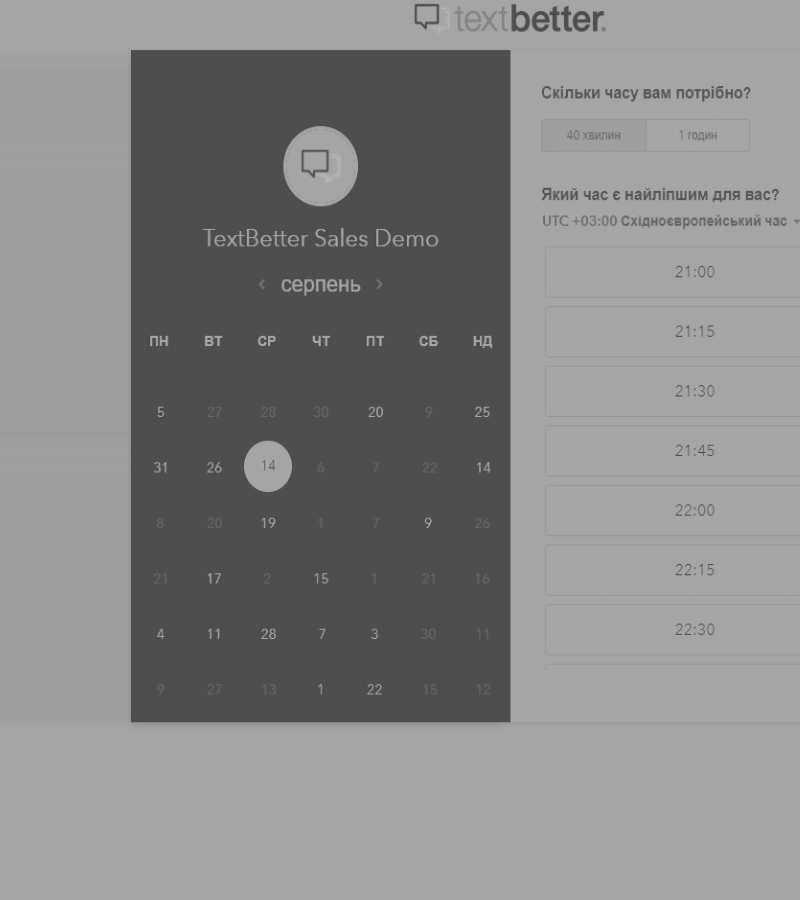 textbetter.
TextBetter Sales Demo
‹ серпень ›
ПН ВТ СР ЧТ ПТ СБ НД
5 27 28 30 20 9 25
31 26 14 6 7 22 14
8 20 19 1 7 9 26
21 17 2 15 1 21 16
4 11 28 7 3 30 11
9 27 13 1 22 15 12
Скільки часу вам потрібно?
40 хвилин 1 годин
Який час є найліпшим для вас?
UTC +03:00 Східноєвропейський час
21:00
21:15
21:30
21:45
22:00
22:15
22:30